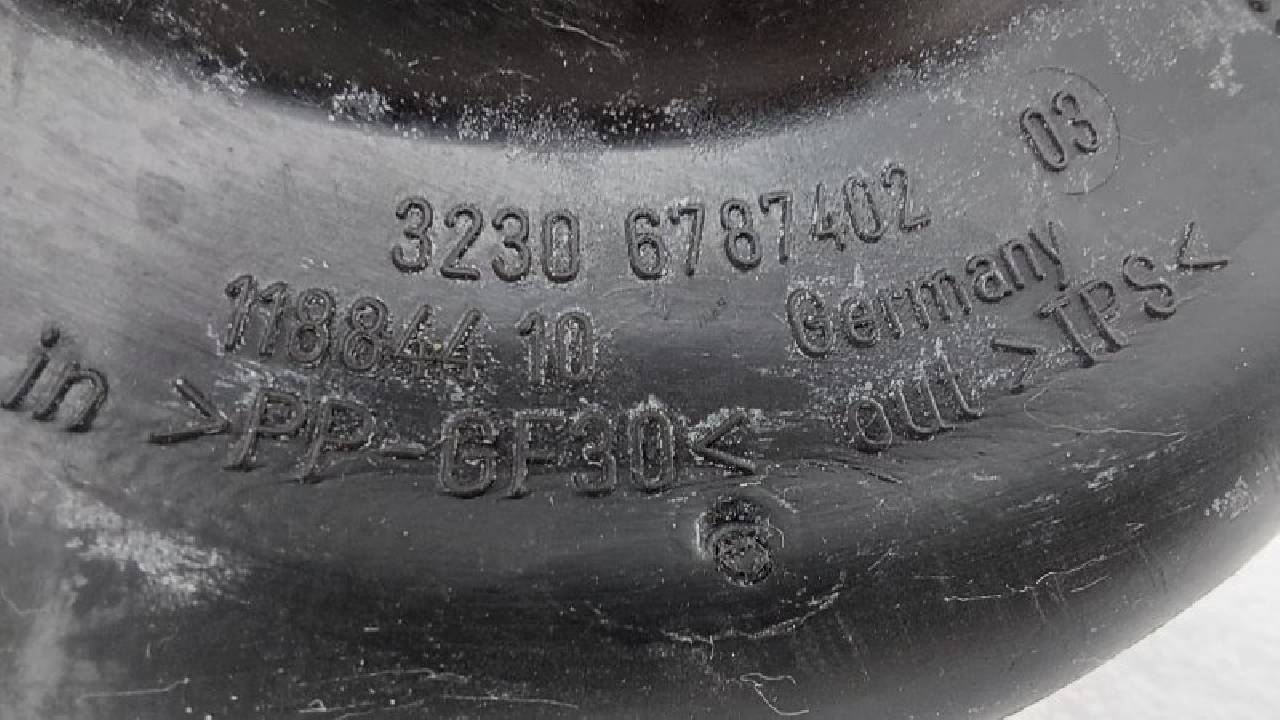 03
3230 6787402
118844 10 Germany
in >PP-GF30< out >TPS<